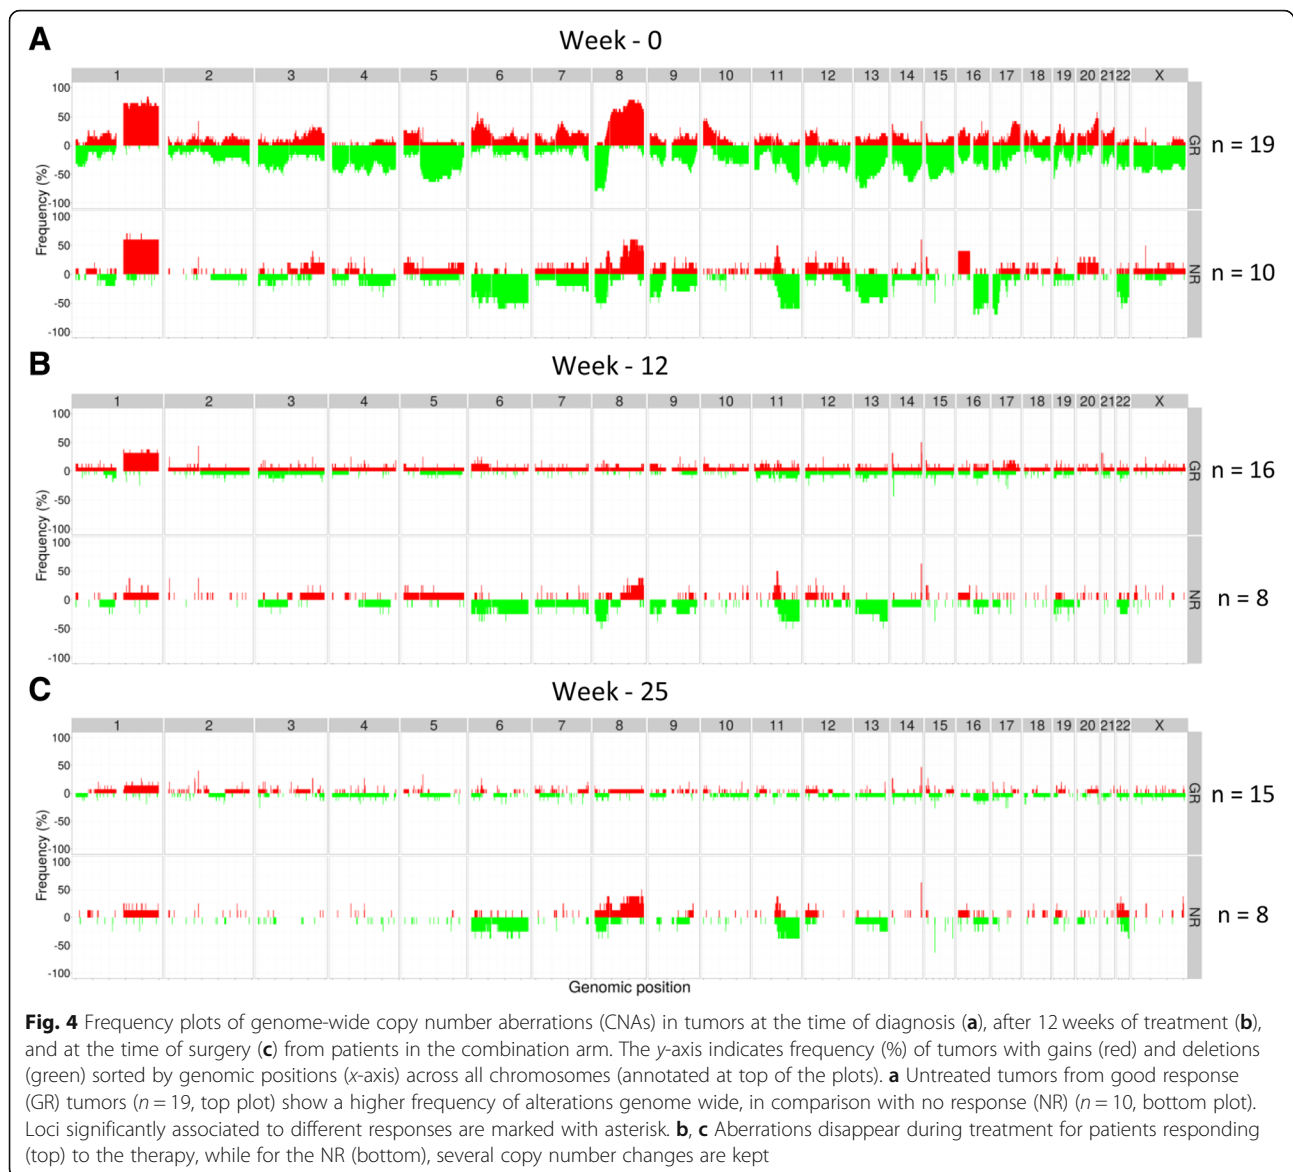 A
Week - 0
1 2 3 4 5 6 7 8 9 10 11 12 13 14 15 16 17 18 19 20 21 22 X
100
50
0
-50
-100
Frequency (%)
GR
n = 19
100
50
0
-50
-100
NR
n = 10
B
Week - 12
1 2 3 4 5 6 7 8 9 10 11 12 13 14 15 16 17 18 19 20 21 22 X
100
50
0
-50
-100
Frequency (%)
GR
n = 16
100
50
0
-50
-100
NR
n = 8
C
Week - 25
1 2 3 4 5 6 7 8 9 10 11 12 13 14 15 16 17 18 19 20 21 22 X
100
50
0
-50
-100
Frequency (%)
GR
n = 15
100
50
0
-50
-100
NR
n = 8
Genomic position
Fig. 4 Frequency plots of genome-wide copy number aberrations (CNAs) in tumors at the time of diagnosis (a), after 12 weeks of treatment (b),
and at the time of surgery (c) from patients in the combination arm. The y-axis indicates frequency (%) of tumors with gains (red) and deletions
(green) sorted by genomic positions (x-axis) across all chromosomes (annotated at top of the plots). a Untreated tumors from good response
(GR) tumors (n = 19, top plot) show a higher frequency of alterations genome wide, in comparison with no response (NR) (n = 10, bottom plot).
Loci significantly associated to different responses are marked with asterisk. b, c Aberrations disappear during treatment for patients responding
(top) to the therapy, while for the NR (bottom), several copy number changes are kept